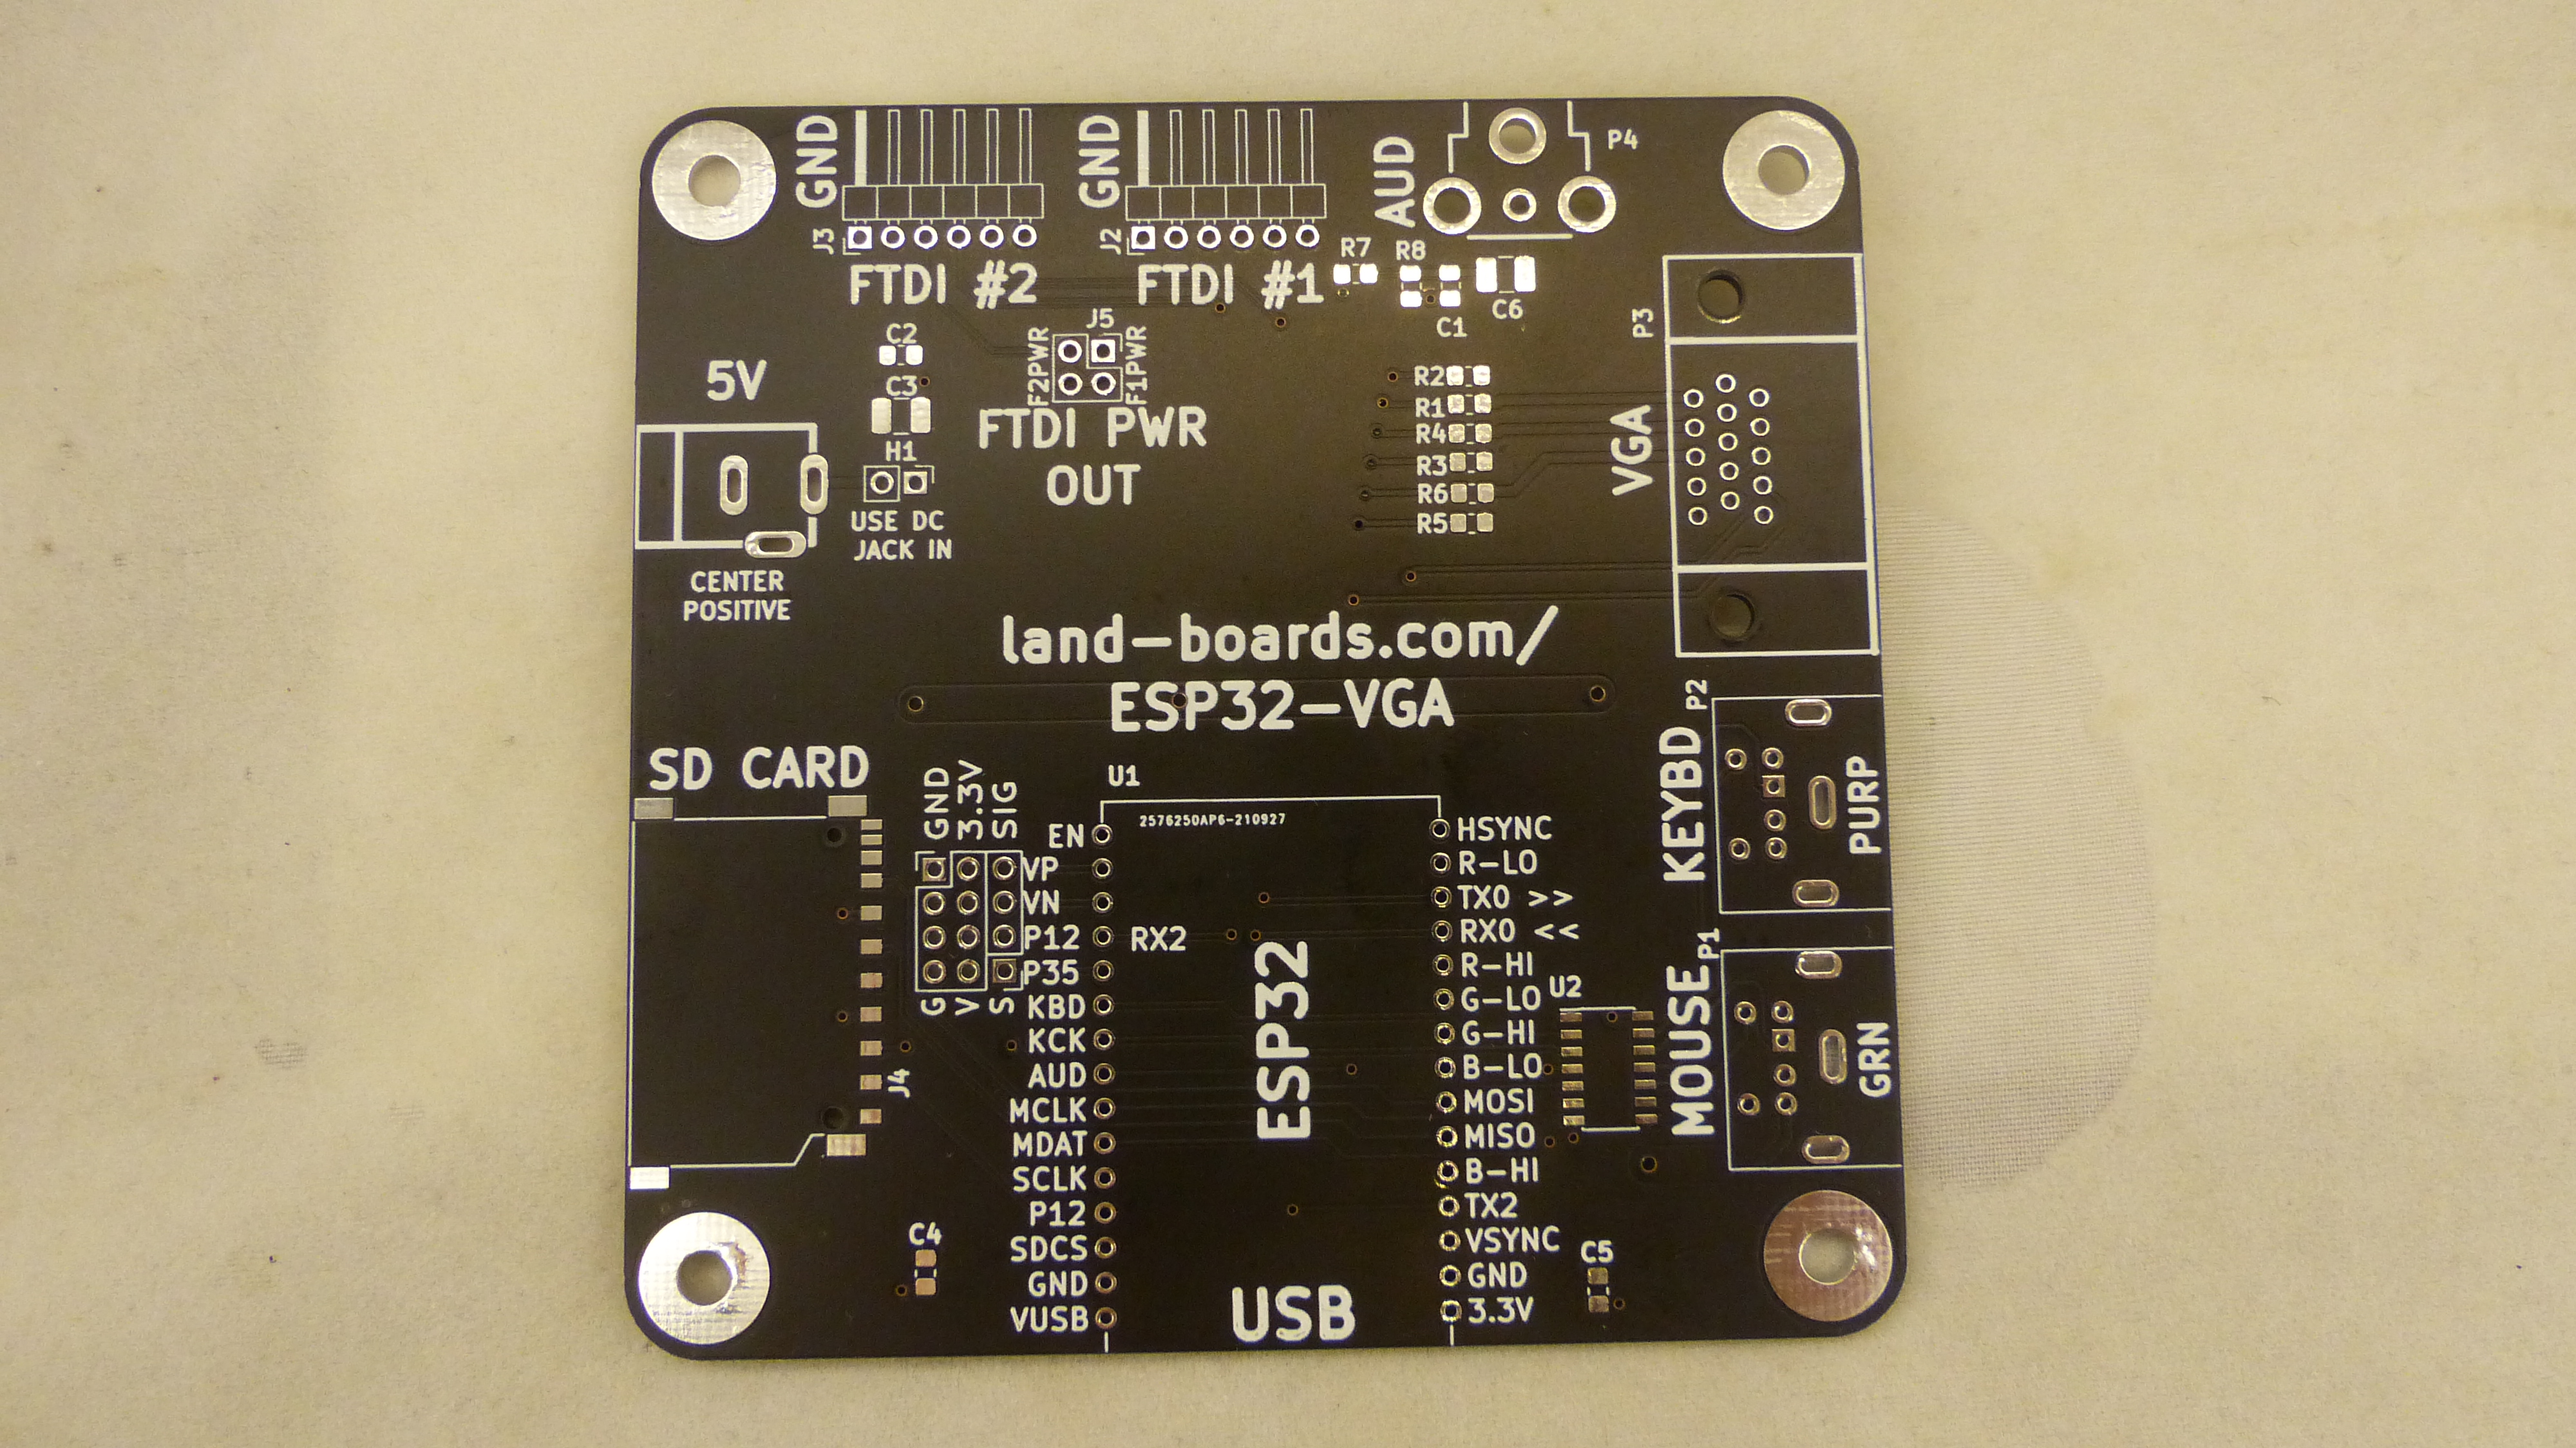 GND
GND
AUD
P4
J3
J2
FTDI #2
FTDI #1
R7
R8
C6
C1
C2
C3
J5
F2PWR
F1PWR
FTDI PWR
OUT
5V
H1
USE DC
JACK IN
CENTER
POSITIVE
R2
R1
R4
R3
R6
R5
P3
VGA
land-boards.com/
ESP32-VGA
SD CARD
GND
3.3V
SIG
U1
2576250AP6-210927
EN
VP
VN
P12
P35
KBD
KCK
AUD
MCLK
MDAT
SCLK
P12
SDCS
GND
VUSB
G
V
S
J4
RX2
ESP32
USB
HSYNC
R-LO
TX0 >>
RX0 <<
R-HI
G-LO
G-HI
B-LO
MOSI
MISO
B-HI
TX2
VSYNC
GND
3.3V
U2
P2
KEYBD
PURP
P1
MOUSE
GRN
C4
C5